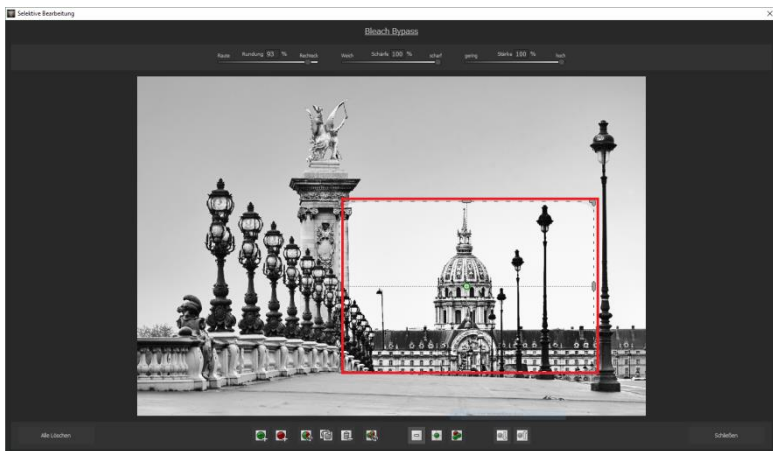 Selektive Bearbeitung
Bleach Bypass
Raute Rundung 93 % Rechteck Weich Schärfe 100 % scharf gering Stärke 100 % hoch
Alle Löschen Schließen